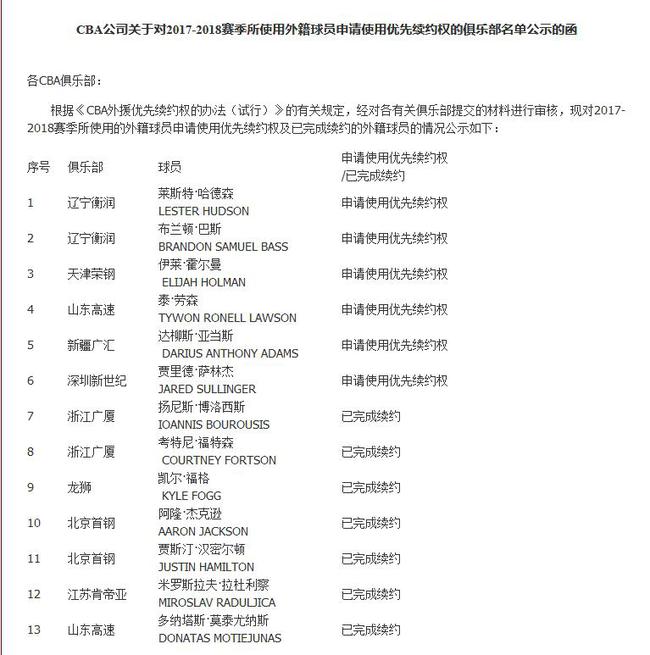 CBA公司关于对2017-2018赛季所使用外籍球员申请使用优先续约权的俱乐部名单公示的函
各CBA俱乐部：
根据《CBA外援优先续约权的办法（试行）》的有关规定，经对各有关俱乐部提交的材料进行审核，现对2017-
2018赛季所使用的外籍球员申请使用优先续约权及已完成续约的外籍球员的情况公示如下：
序号 俱乐部 球员 申请使用优先续约权
/已完成续约
1 辽宁衡润 莱斯特·哈德森 申请使用优先续约权
LESTER HUDSON
2 辽宁衡润 布兰顿·巴斯 申请使用优先续约权
BRANDON SAMUEL BASS
3 天津荣钢 伊莱·霍尔曼 申请使用优先续约权
ELIJAH HOLMAN
4 山东高速 泰·劳森 申请使用优先续约权
TYWON RONELL LAWSON
5 新疆广汇 达柳斯·亚当斯 申请使用优先续约权
DARIUS ANTHONY ADAMS
6 深圳新世纪 贾里德·萨林杰 申请使用优先续约权
JARED SULLINGER
7 浙江广厦 扬尼斯·博洛西斯 已完成续约
IOANNIS BOUROUSIS
8 浙江广厦 考特尼·福特森 已完成续约
COURTNEY FORTSON
9 龙狮 凯尔·福格 已完成续约
KYLE FOGG
10 北京首钢 阿隆·杰克逊 已完成续约
AARON JACKSON
11 北京首钢 贾斯汀·汉密尔顿 已完成续约
JUSTIN HAMILTON
12 江苏肯帝亚 米罗斯拉夫·拉杜利察 已完成续约
MIROSLAV RADULJICA
13 山东高速 多纳塔斯·莫泰尤纳斯 已完成续约
DONATAS MOTIEJUNAS